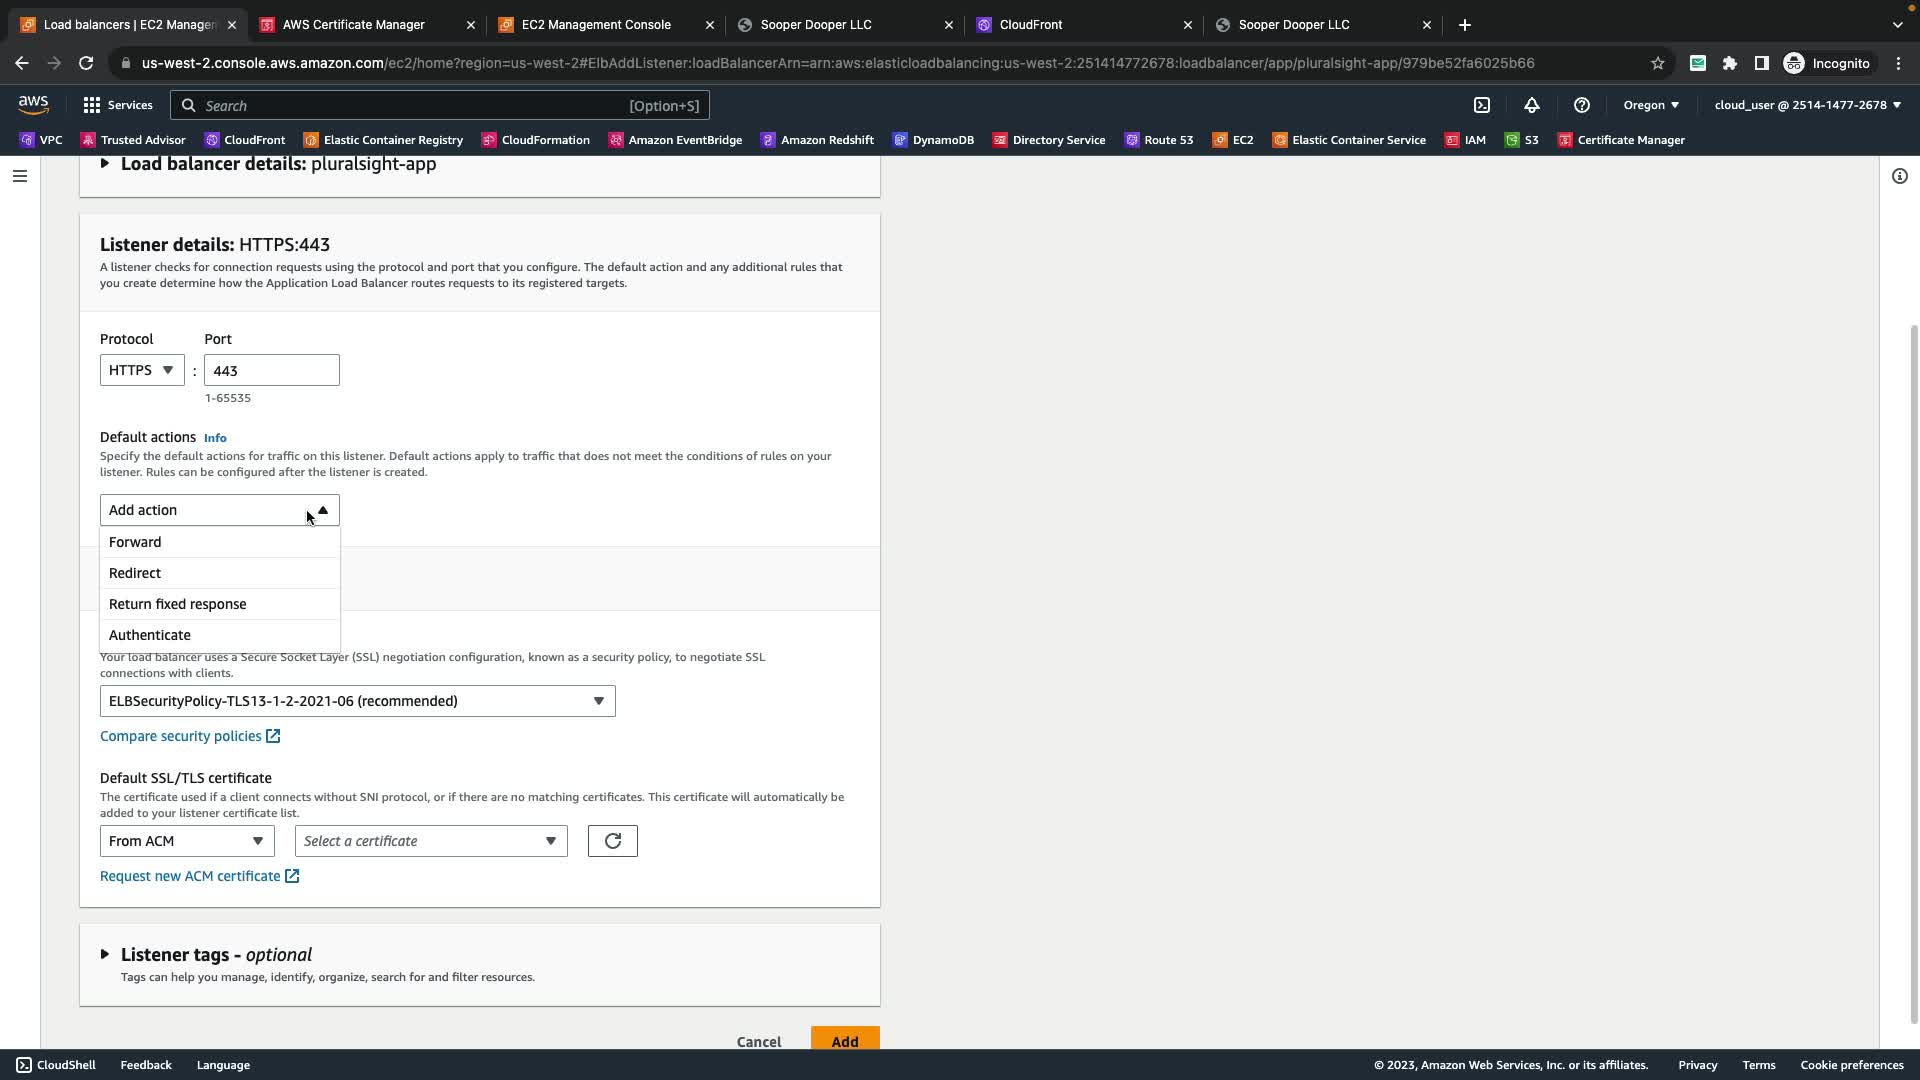 Load balancers | EC2 Manage
AWS Certificate Manager
EC2 Management Console
Sooper Dooper LLC
CloudFront
Sooper Dooper LLC
us-west-2.console.aws.amazon.com/ec2/home?region=us-west-2#ElbAddListener:loadBalancerArn=arn:aws:elasticloadbalancing:us-west-2:251414772678:loadbalancer/app/pluralsight-app/979be52fa6025b66
Incognito
aws
Services
Search
[Option+S]
Oregon
cloud_user @ 2514-1477-2678
VPC
Trusted Advisor
CloudFront
Elastic Container Registry
CloudFormation
Amazon EventBridge
Amazon Redshift
DynamoDB
Directory Service
Route 53
EC2
Elastic Container Service
IAM
S3
Certificate Manager
Load balancer details: pluralsight-app
Listener details: HTTPS:443
A listener checks for connection requests using the protocol and port that you configure. The default action and any additional rules that
you create determine how the Application Load Balancer routes requests to its registered targets.
Protocol
Port
HTTPS
:
443
1-65535
Default actions Info
Specify the default actions for traffic on this listener. Default actions apply to traffic that does not meet the conditions of rules on your
listener. Rules can be configured after the listener is created.
Add action
Forward
Redirect
Return fixed response
Authenticate
Your load balancer uses a Secure Socket Layer (SSL) negotiation configuration, known as a security policy, to negotiate SSL
connections with clients.
ELBSecurityPolicy-TLS13-1-2-2021-06 (recommended)
Compare security policies
Default SSL/TLS certificate
The certificate used if a client connects without SNI protocol, or if there are no matching certificates. This certificate will automatically be
added to your listener certificate list.
From ACM
Select a certificate
Request new ACM certificate
Listener tags - optional
Tags can help you manage, identify, organize, search for and filter resources.
Cancel
Add
CloudShell
Feedback
Language
© 2023, Amazon Web Services, Inc. or its affiliates.
Privacy
Terms
Cookie preferences